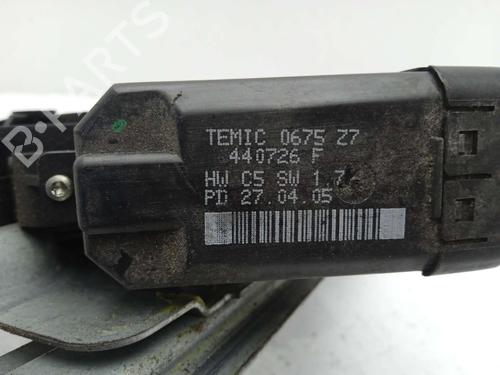 TEMIC 0675 Z7
440726 F
HW C5 SW 1.7
PD 27.04.05
B-PARTS